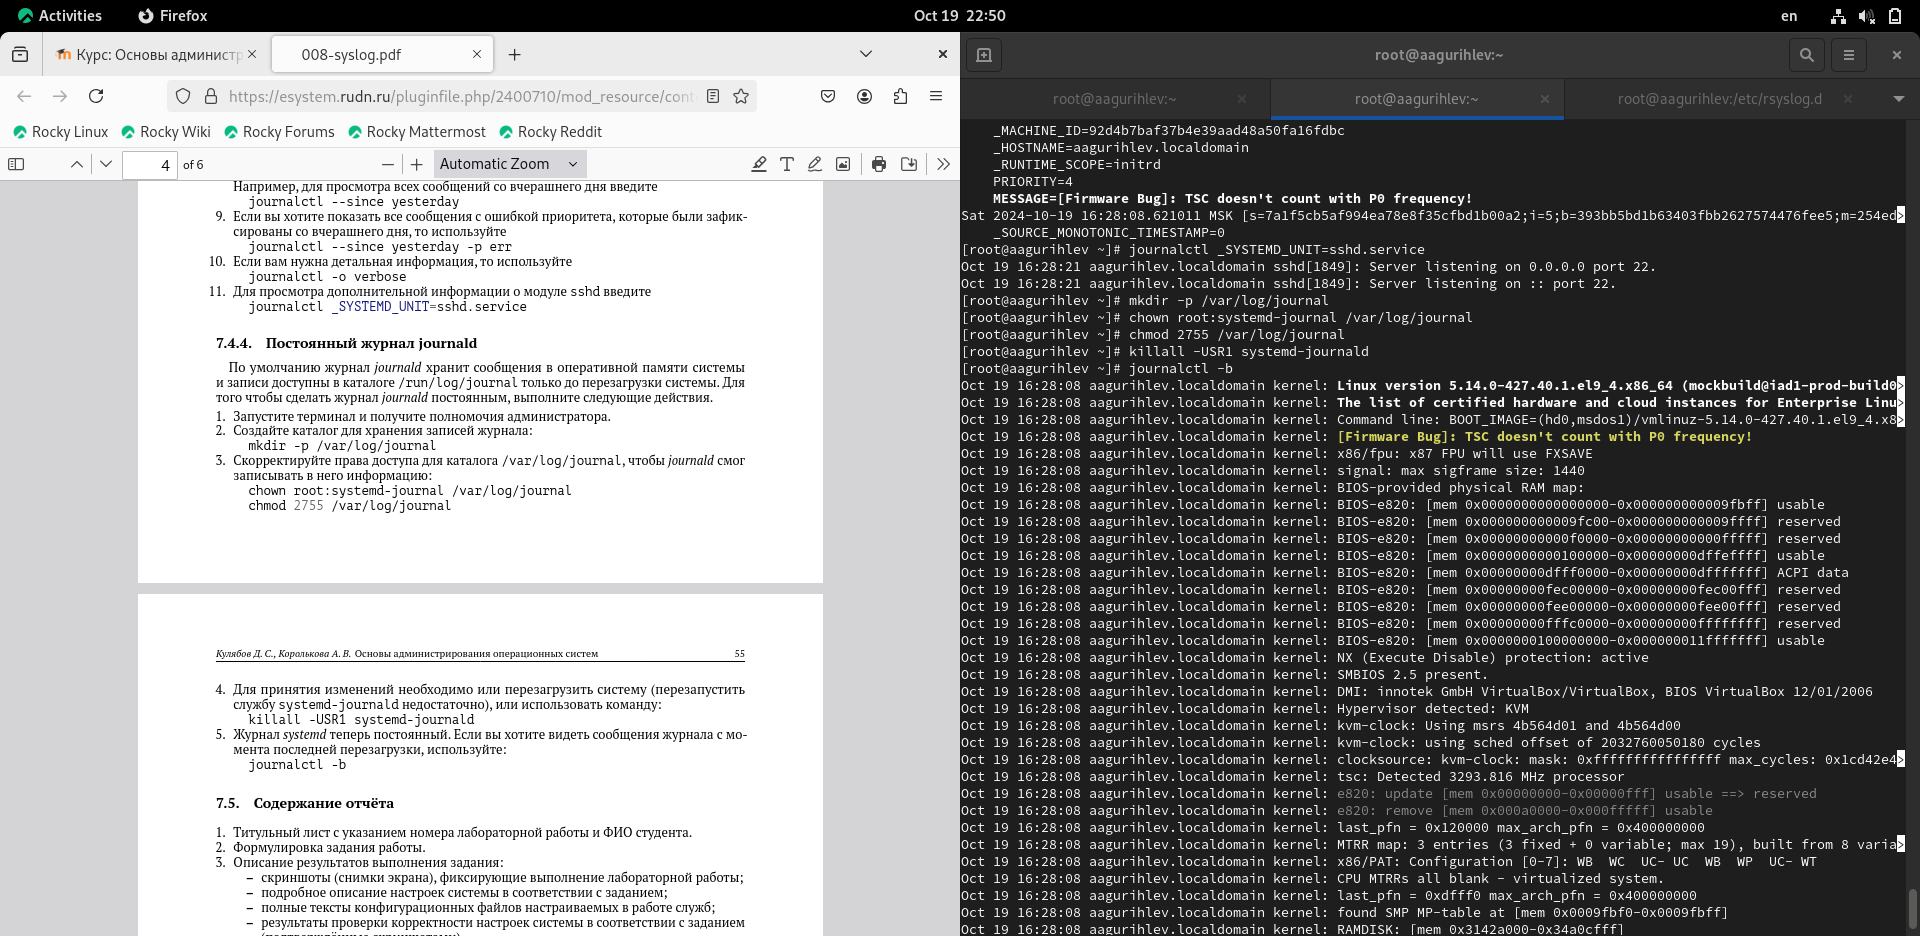 Activities
Firefox
Oct 19 22:50
en
Курс: Основы администр
008-syslog.pdf
https://esystem.rudn.ru/pluginfile.php/2400710/mod_resource/cont
Rocky Linux
Rocky Wiki
Rocky Forums
Rocky Mattermost
Rocky Reddit
4
of 6
Automatic Zoom
Например, для просмотра всех сообщений со вчерашнего дня введите
journalctl --since yesterday
9. Если вы хотите показать все сообщения с ошибкой приоритета, которые были зафик-
сированы со вчерашнего дня, то используйте
journalctl --since yesterday -p err
10. Если вам нужна детальная информация, то используйте
journalctl -o verbose
11. Для просмотра дополнительной информации о модуле sshd введите
journalctl _SYSTEMD_UNIT=sshd.service
7.4.4. Постоянный журнал journald
По умолчанию журнал journald хранит сообщения в оперативной памяти системы
и записи доступны в каталоге /run/log/journal только до перезагрузки системы. Для
того чтобы сделать журнал journald постоянным, выполните следующие действия.
1. Запустите терминал и получите полномочия администратора.
2. Создайте каталог для хранения записей журнала:
mkdir -p /var/log/journal
3. Скорректируйте права доступа для каталога /var/log/journal, чтобы journald смог
записывать в него информацию:
chown root:systemd-journal /var/log/journal
chmod 2755 /var/log/journal
Кулябов Д. С., Королькова А. В. Основы администрирования операционных систем 55
4. Для принятия изменений необходимо или перезагрузить систему (перезапустить
службу systemd-journald недостаточно), или использовать команду:
killall -USR1 systemd-journald
5. Журнал systemd теперь постоянный. Если вы хотите видеть сообщения журнала с мо-
мента последней перезагрузки, используйте:
journalctl -b
7.5. Содержание отчёта
1. Титульный лист с указанием номера лабораторной работы и ФИО студента.
2. Формулировка задания работы.
3. Описание результатов выполнения задания:
– скриншоты (снимки экрана), фиксирующие выполнение лабораторной работы;
– подробное описание настроек системы в соответствии с заданием;
– полные тексты конфигурационных файлов настраиваемых в работе служб;
– результаты проверки корректности настроек системы в соответствии с заданием
root@aagurihlev:~
root@aagurihlev:~
root@aagurihlev:~
root@aagurihlev:/etc/rsyslog.d
_MACHINE_ID=92d4b7baf37b4e39aad48a50fa16fdbc
_HOSTNAME=aagurihlev.localdomain
_RUNTIME_SCOPE=initrd
PRIORITY=4
MESSAGE=[Firmware Bug]: TSC doesn't count with P0 frequency!
Sat 2024-10-19 16:28:08.621011 MSK [s=7a1f5cb5af994ea78e8f35cfbd1b00a2;i=5;b=393bb5bd1b63403fbb2627574476fee5;m=254ed>
_SOURCE_MONOTONIC_TIMESTAMP=0
[root@aagurihlev ~]# journalctl _SYSTEMD_UNIT=sshd.service
Oct 19 16:28:21 aagurihlev.localdomain sshd[1849]: Server listening on 0.0.0.0 port 22.
Oct 19 16:28:21 aagurihlev.localdomain sshd[1849]: Server listening on :: port 22.
[root@aagurihlev ~]# mkdir -p /var/log/journal
[root@aagurihlev ~]# chown root:systemd-journal /var/log/journal
[root@aagurihlev ~]# chmod 2755 /var/log/journal
[root@aagurihlev ~]# killall -USR1 systemd-journald
[root@aagurihlev ~]# journalctl -b
Oct 19 16:28:08 aagurihlev.localdomain kernel: Linux version 5.14.0-427.40.1.el9_4.x86_64 (mockbuild@iad1-prod-build0>
Oct 19 16:28:08 aagurihlev.localdomain kernel: The list of certified hardware and cloud instances for Enterprise Linu>
Oct 19 16:28:08 aagurihlev.localdomain kernel: Command line: BOOT_IMAGE=(hd0,msdos1)/vmlinuz-5.14.0-427.40.1.el9_4.x8>
Oct 19 16:28:08 aagurihlev.localdomain kernel: [Firmware Bug]: TSC doesn't count with P0 frequency!
Oct 19 16:28:08 aagurihlev.localdomain kernel: x86/fpu: x87 FPU will use FXSAVE
Oct 19 16:28:08 aagurihlev.localdomain kernel: signal: max sigframe size: 1440
Oct 19 16:28:08 aagurihlev.localdomain kernel: BIOS-provided physical RAM map:
Oct 19 16:28:08 aagurihlev.localdomain kernel: BIOS-e820: [mem 0x0000000000000000-0x000000000009fbff] usable
Oct 19 16:28:08 aagurihlev.localdomain kernel: BIOS-e820: [mem 0x000000000009fc00-0x000000000009ffff] reserved
Oct 19 16:28:08 aagurihlev.localdomain kernel: BIOS-e820: [mem 0x00000000000f0000-0x00000000000fffff] reserved
Oct 19 16:28:08 aagurihlev.localdomain kernel: BIOS-e820: [mem 0x0000000000100000-0x00000000dffeffff] usable
Oct 19 16:28:08 aagurihlev.localdomain kernel: BIOS-e820: [mem 0x00000000dfff0000-0x00000000dfffffff] ACPI data
Oct 19 16:28:08 aagurihlev.localdomain kernel: BIOS-e820: [mem 0x00000000fec00000-0x00000000fec00fff] reserved
Oct 19 16:28:08 aagurihlev.localdomain kernel: BIOS-e820: [mem 0x00000000fee00000-0x00000000fee00fff] reserved
Oct 19 16:28:08 aagurihlev.localdomain kernel: BIOS-e820: [mem 0x00000000fffc0000-0x00000000ffffffff] reserved
Oct 19 16:28:08 aagurihlev.localdomain kernel: BIOS-e820: [mem 0x0000000100000000-0x000000011fffffff] usable
Oct 19 16:28:08 aagurihlev.localdomain kernel: NX (Execute Disable) protection: active
Oct 19 16:28:08 aagurihlev.localdomain kernel: SMBIOS 2.5 present.
Oct 19 16:28:08 aagurihlev.localdomain kernel: DMI: innotek GmbH VirtualBox/VirtualBox, BIOS VirtualBox 12/01/2006
Oct 19 16:28:08 aagurihlev.localdomain kernel: Hypervisor detected: KVM
Oct 19 16:28:08 aagurihlev.localdomain kernel: kvm-clock: Using msrs 4b564d01 and 4b564d00
Oct 19 16:28:08 aagurihlev.localdomain kernel: kvm-clock: using sched offset of 2032760050180 cycles
Oct 19 16:28:08 aagurihlev.localdomain kernel: clocksource: kvm-clock: mask: 0xffffffffffffffff max_cycles: 0x1cd42e4>
Oct 19 16:28:08 aagurihlev.localdomain kernel: tsc: Detected 3293.816 MHz processor
Oct 19 16:28:08 aagurihlev.localdomain kernel: e820: update [mem 0x00000000-0x00000fff] usable ==> reserved
Oct 19 16:28:08 aagurihlev.localdomain kernel: e820: remove [mem 0x000a0000-0x000fffff] usable
Oct 19 16:28:08 aagurihlev.localdomain kernel: last_pfn = 0x120000 max_arch_pfn = 0x400000000
Oct 19 16:28:08 aagurihlev.localdomain kernel: MTRR map: 3 entries (3 fixed + 0 variable; max 19), built from 8 varia>
Oct 19 16:28:08 aagurihlev.localdomain kernel: x86/PAT: Configuration [0-7]: WB  WC  UC- UC  WB  WP  UC- WT
Oct 19 16:28:08 aagurihlev.localdomain kernel: CPU MTRRs all blank - virtualized system.
Oct 19 16:28:08 aagurihlev.localdomain kernel: last_pfn = 0xdfff0 max_arch_pfn = 0x400000000
Oct 19 16:28:08 aagurihlev.localdomain kernel: found SMP MP-table at [mem 0x0009fbf0-0x0009fbff]
Oct 19 16:28:08 aagurihlev.localdomain kernel: RAMDISK: [mem 0x3142a000-0x34a0cfff]